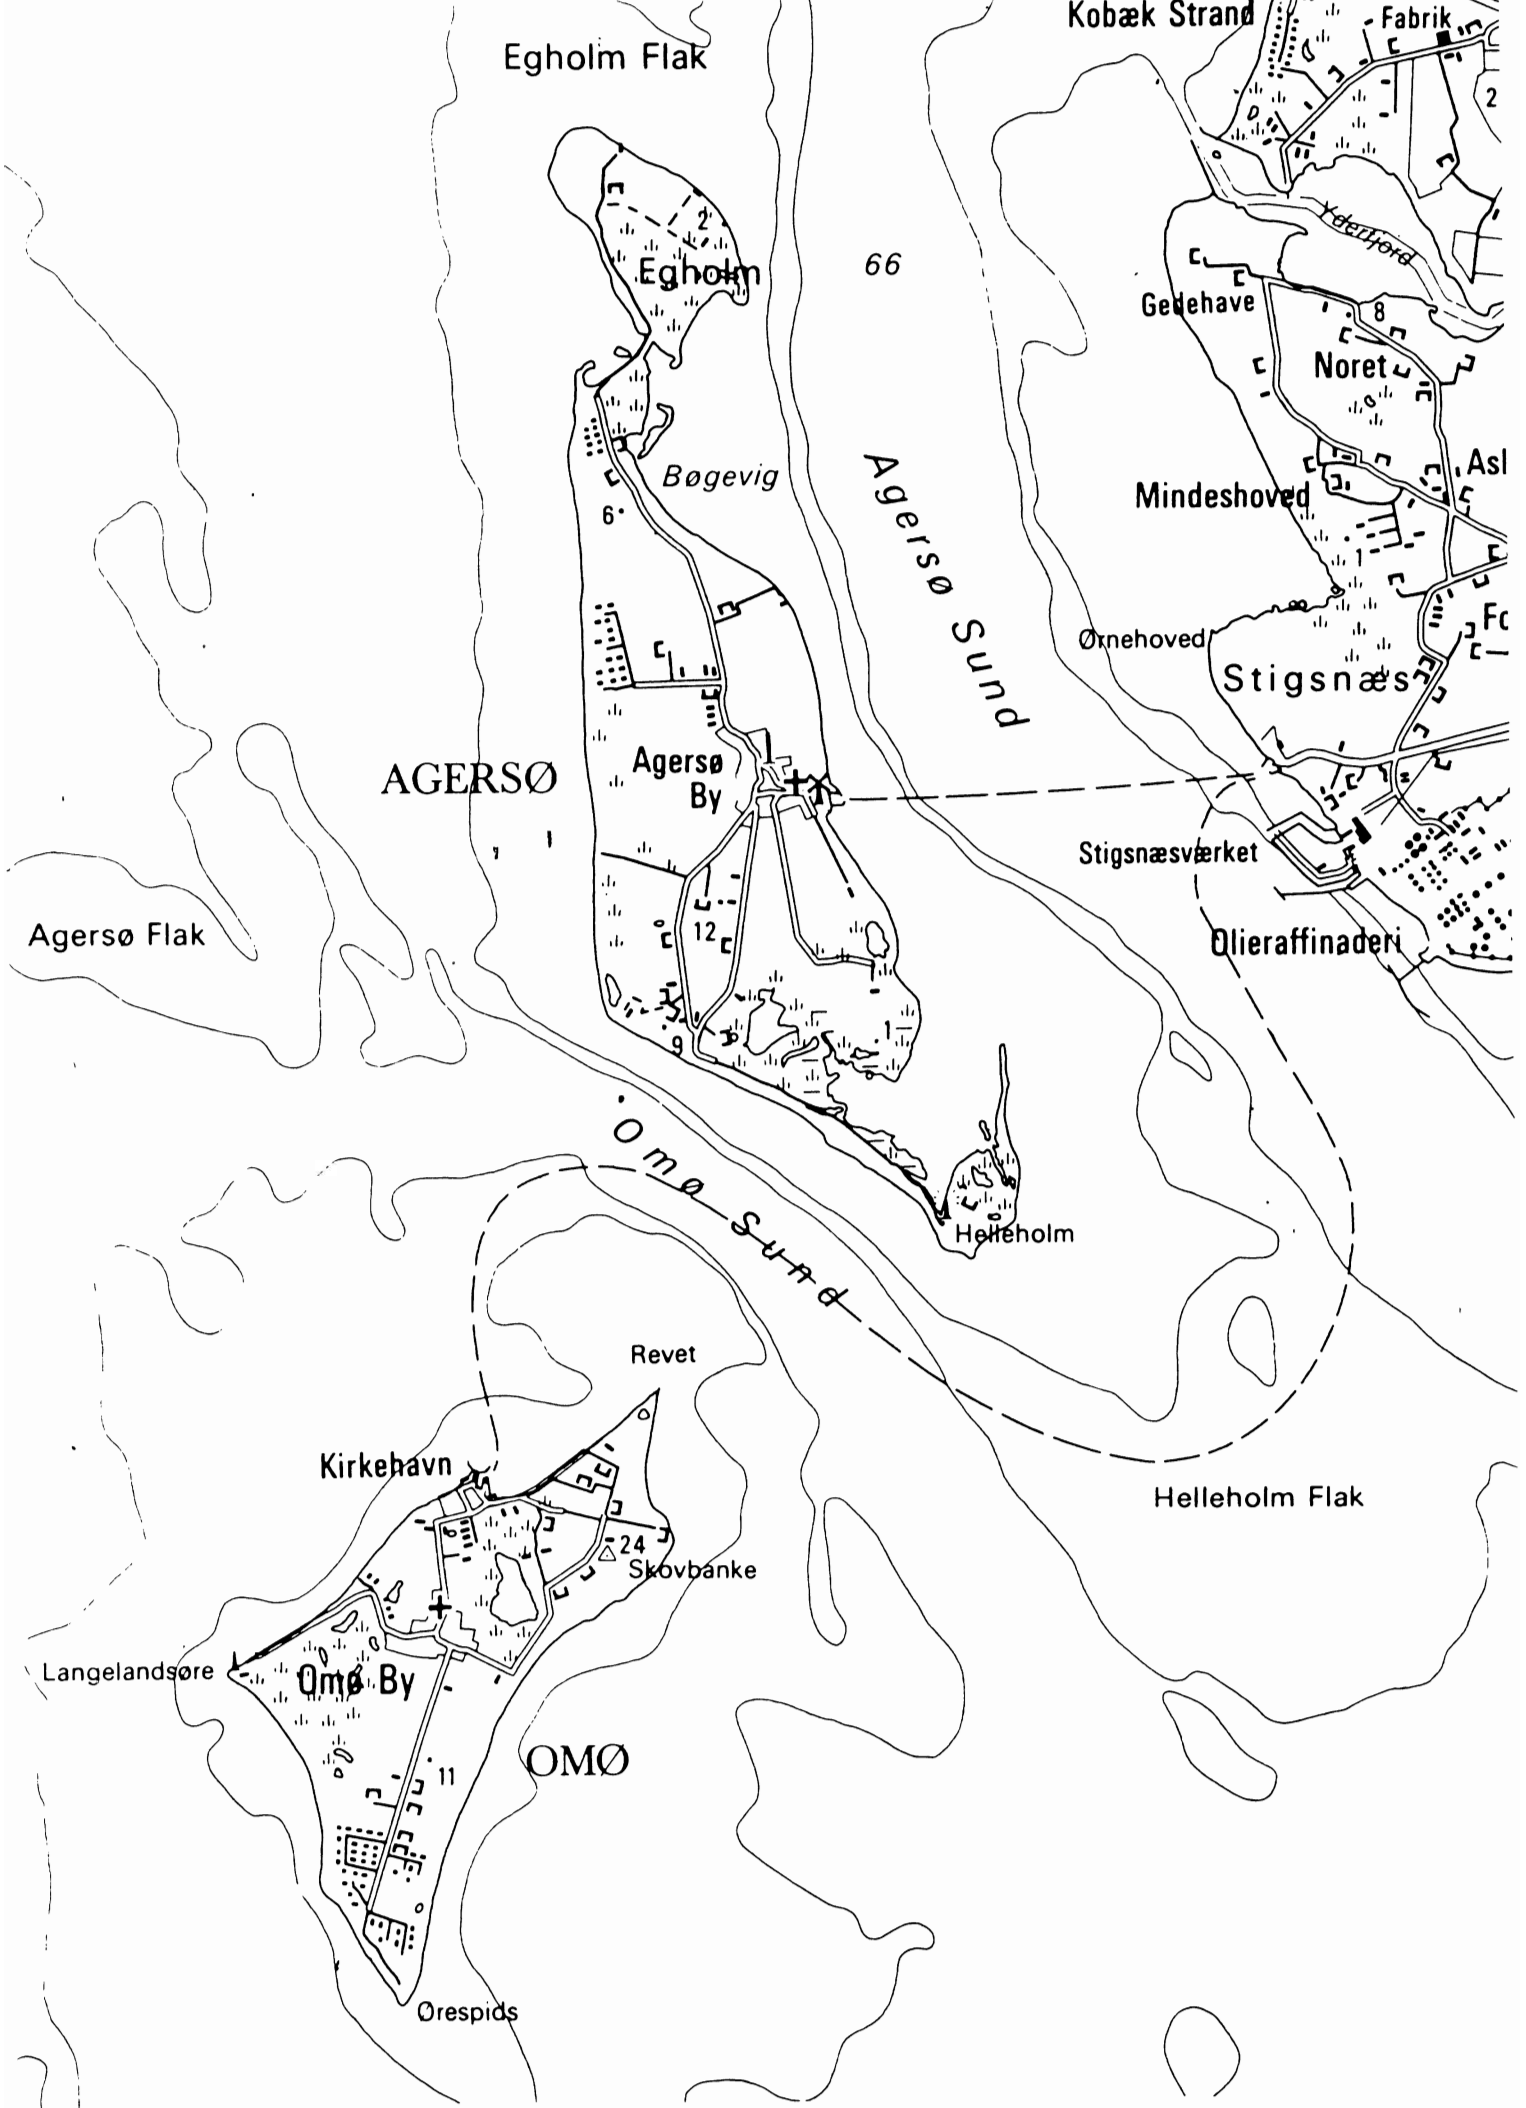 Kobæk Strand
Fabrik
Egholm Flak
2
Yderfjord
2
Egholm
66
Gedehave
8
Noret
Bøgevig
Agersø Sund
Mindeshoved
Asl
6
1
Ørnehoved
Fo
Stigsnæs
AGERSØ
Agersø
By
Stigsnæsværket
Agersø Flak
12
Olieraffinaderi
1
9
Omø Sund
Helleholm
Revet
Kirkehavn
Helleholm Flak
24
Skovbanke
Langelandsøre
Omø By
OMØ
11
Ørespids